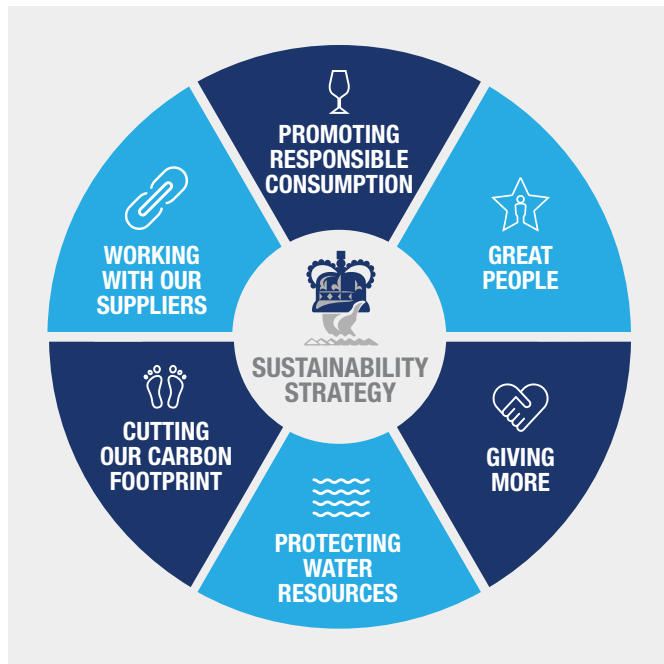 PROMOTING
RESPONSIBLE
CONSUMPTION
GREAT
PEOPLE
GIVING
MORE
PROTECTING
WATER
RESOURCES
CUTTING
OUR CARBON
FOOTPRINT
WORKING
WITH OUR
SUPPLIERS
SUSTAINABILITY
STRATEGY